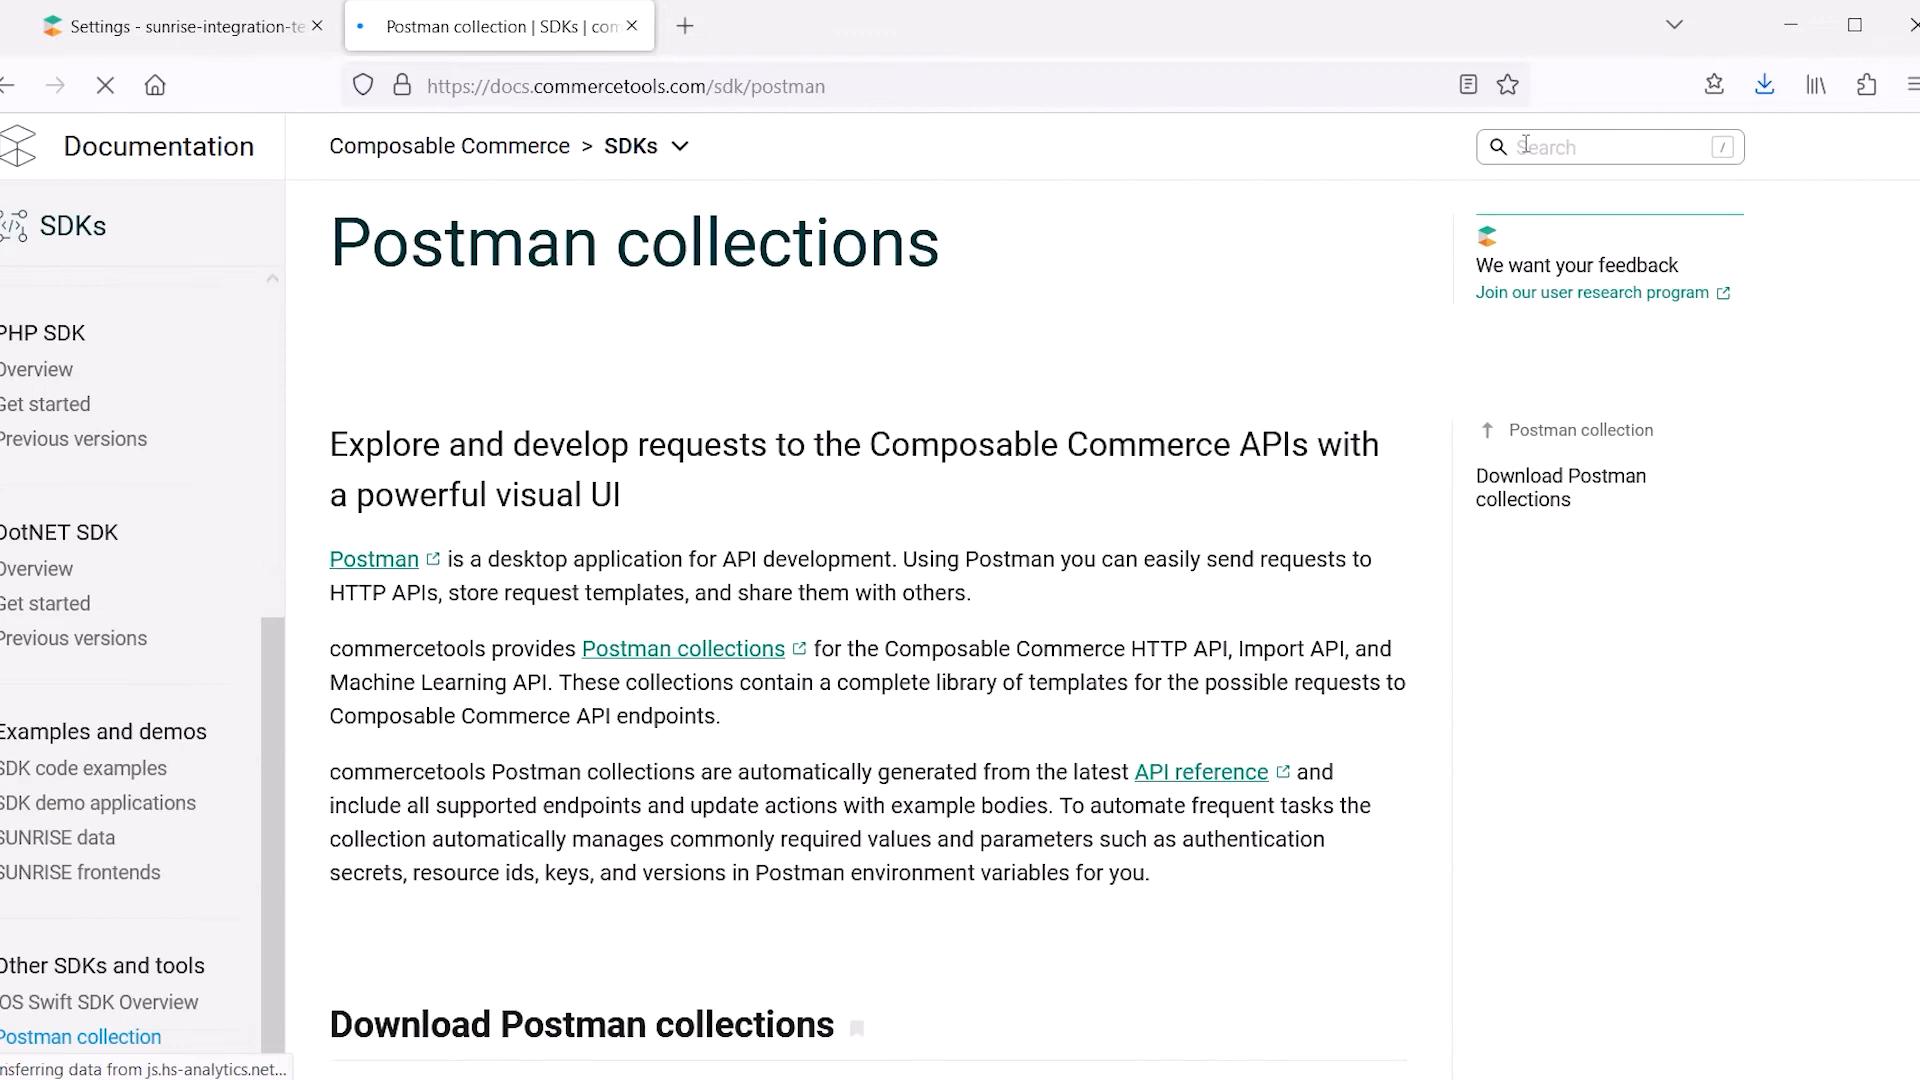 Settings - sunrise-integration-te
Postman collection | SDKs | com
https://docs.commercetools.com/sdk/postman
Documentation
Composable Commerce > SDKs
Search
/
SDKs
PHP SDK
Overview
Get started
Previous versions
DotNET SDK
Overview
Get started
Previous versions
Examples and demos
SDK code examples
SDK demo applications
SUNRISE data
SUNRISE frontends
Other SDKs and tools
iOS Swift SDK Overview
Postman collection
nsferring data from js.hs-analytics.net...
Postman collections
Explore and develop requests to the Composable Commerce APIs with
a powerful visual UI
Postman is a desktop application for API development. Using Postman you can easily send requests to
HTTP APIs, store request templates, and share them with others.
commercetools provides Postman collections for the Composable Commerce HTTP API, Import API, and
Machine Learning API. These collections contain a complete library of templates for the possible requests to
Composable Commerce API endpoints.
commercetools Postman collections are automatically generated from the latest API reference and
include all supported endpoints and update actions with example bodies. To automate frequent tasks the
collection automatically manages commonly required values and parameters such as authentication
secrets, resource ids, keys, and versions in Postman environment variables for you.
Download Postman collections
We want your feedback
Join our user research program
Postman collection
Download Postman
collections